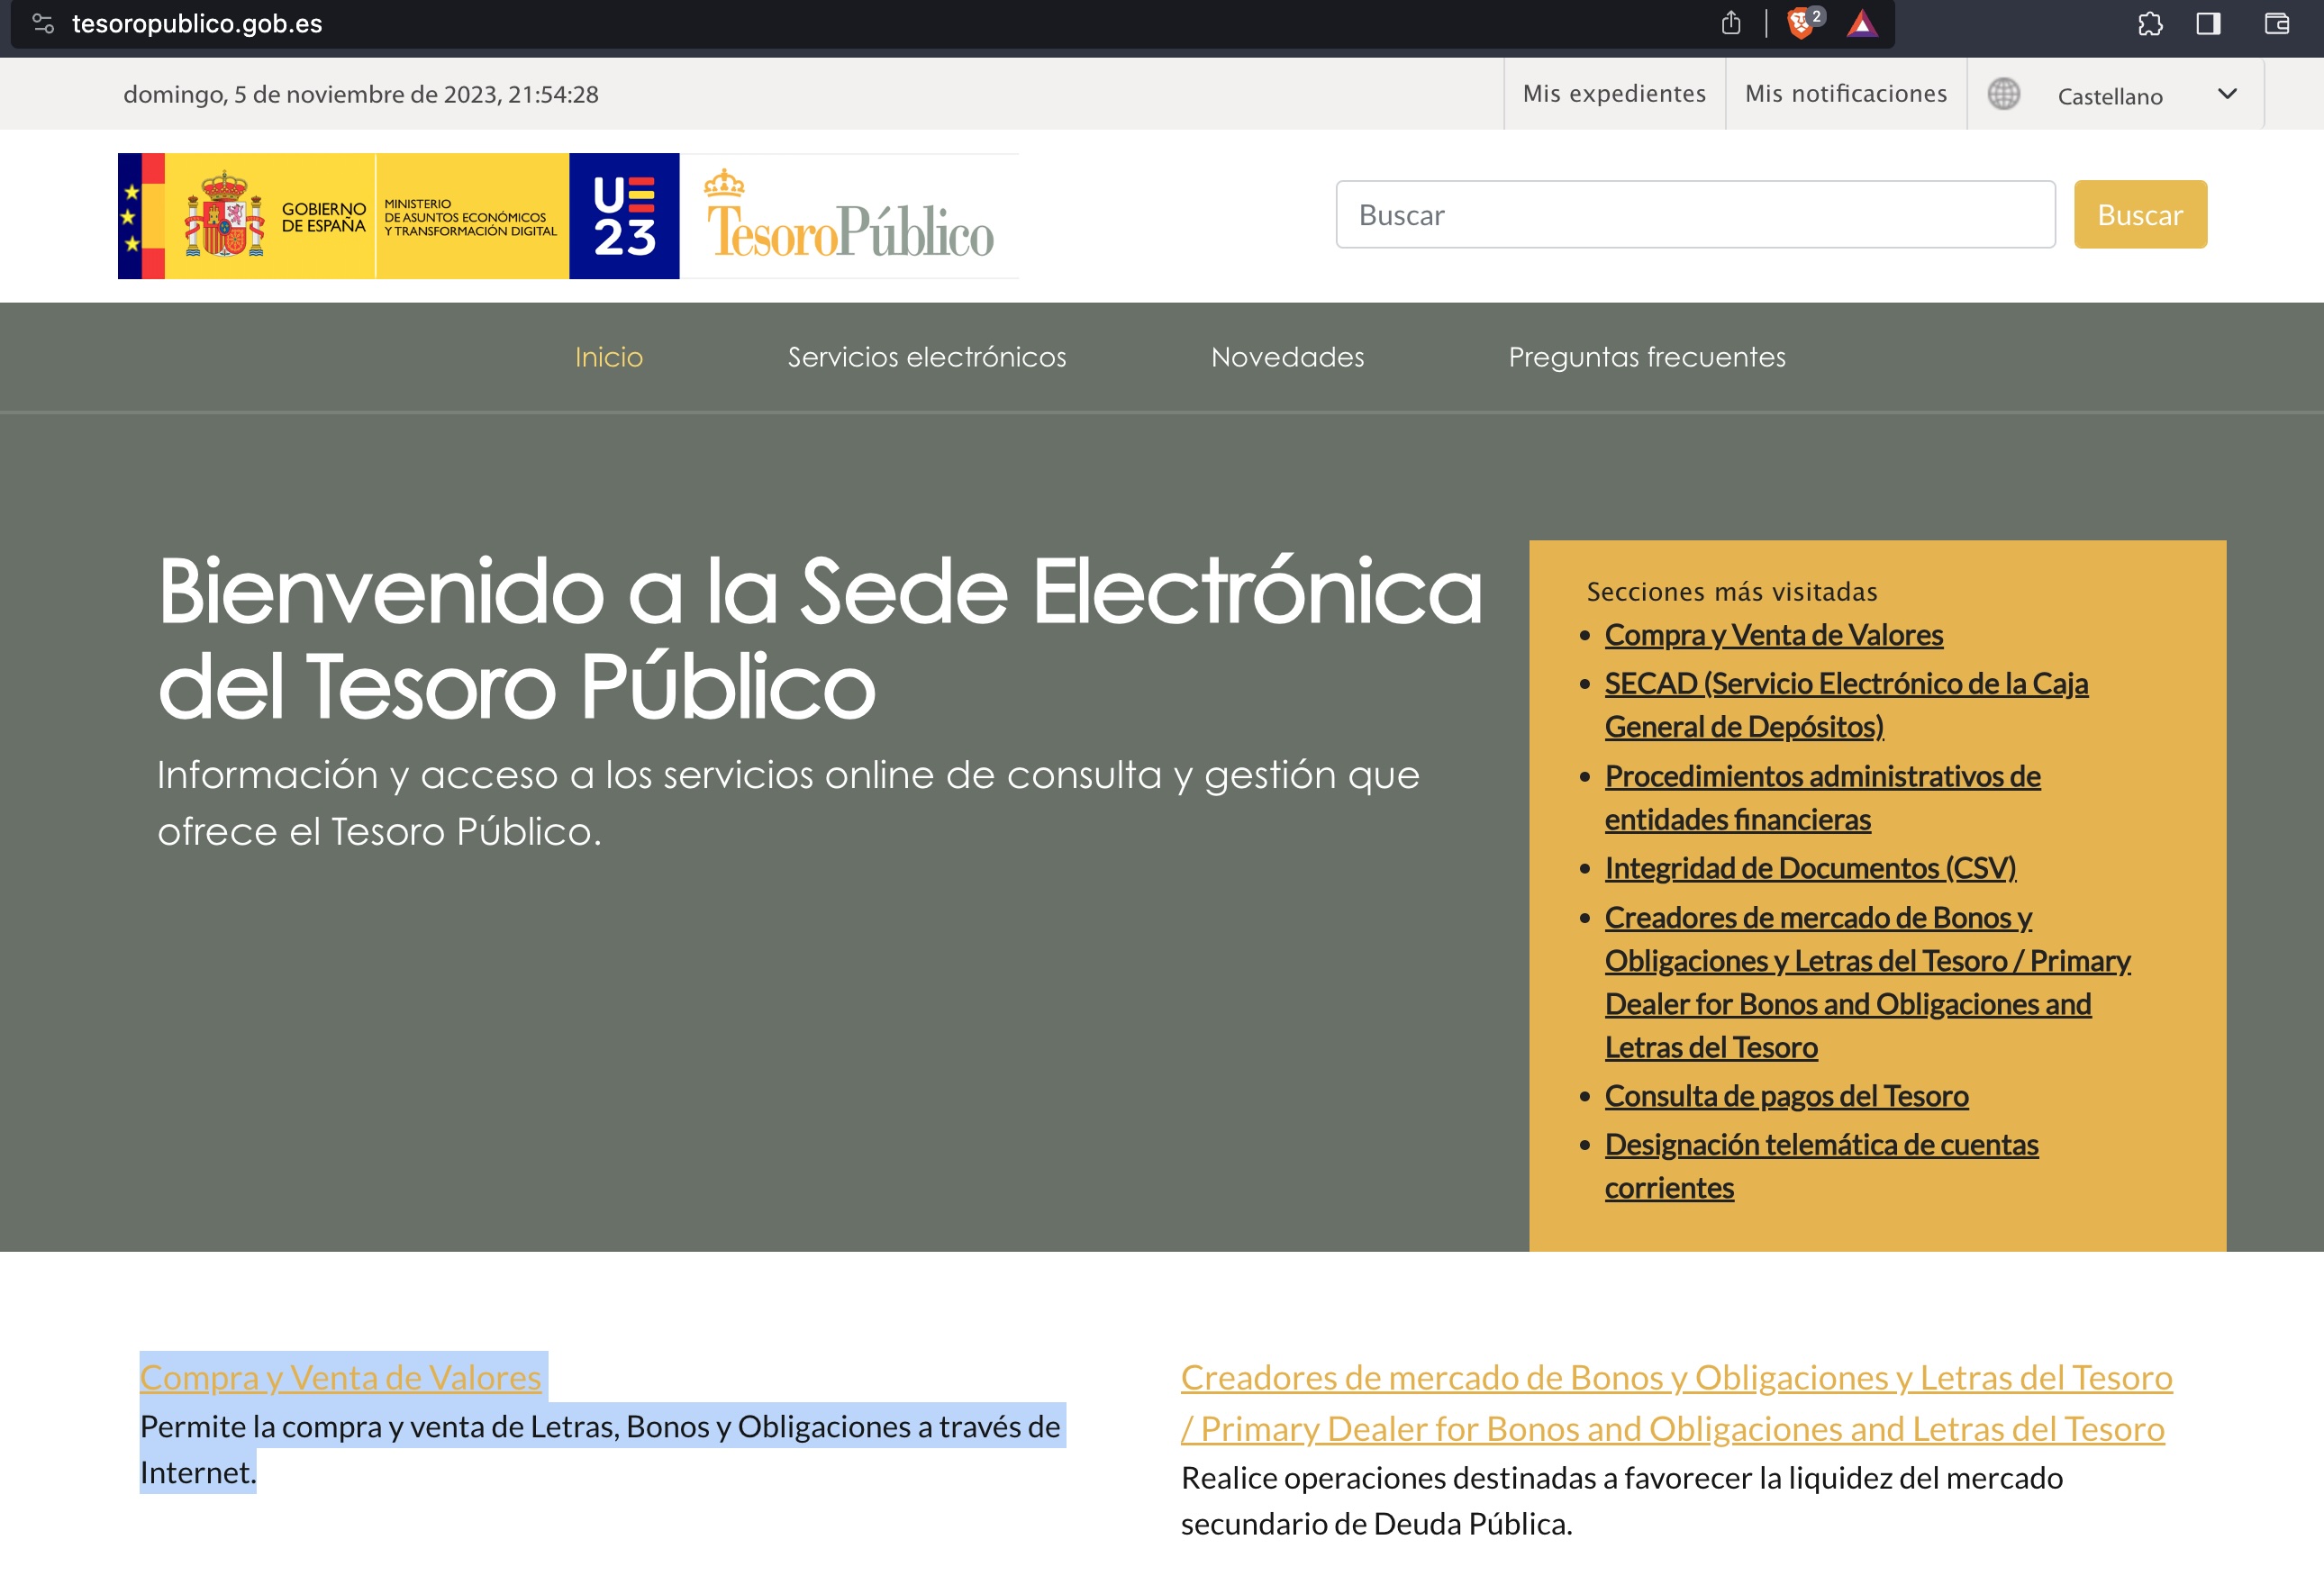 tesoropublico.gob.es
2
domingo, 5 de noviembre de 2023, 21:54:28
Mis expedientes
Mis notificaciones
Castellano
GOBIERNO
DE ESPAÑA
MINISTERIO
DE ASUNTOS ECONÓMICOS
Y TRANSFORMACIÓN DIGITAL
UE
23
TesoroPúblico
Buscar
Buscar
Inicio
Servicios electrónicos
Novedades
Preguntas frecuentes
Bienvenido a la Sede Electrónica
del Tesoro Público
Información y acceso a los servicios online de consulta y gestión que
ofrece el Tesoro Público.
Secciones más visitadas
Compra y Venta de Valores
SECAD (Servicio Electrónico de la Caja
General de Depósitos)
Procedimientos administrativos de
entidades financieras
Integridad de Documentos (CSV)
Creadores de mercado de Bonos y
Obligaciones y Letras del Tesoro / Primary
Dealer for Bonos and Obligaciones and
Letras del Tesoro
Consulta de pagos del Tesoro
Designación telemática de cuentas
corrientes
Compra y Venta de Valores
Permite la compra y venta de Letras, Bonos y Obligaciones a través de
Internet.
Creadores de mercado de Bonos y Obligaciones y Letras del Tesoro
/ Primary Dealer for Bonos and Obligaciones and Letras del Tesoro
Realice operaciones destinadas a favorecer la liquidez del mercado
secundario de Deuda Pública.